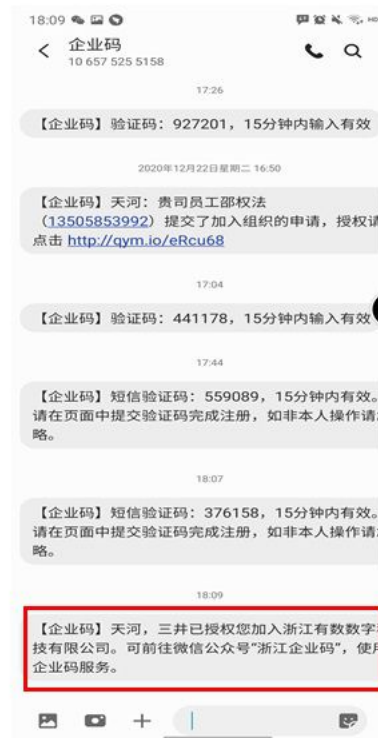 18:09
企业码
10 657 525 5158
17:26
【企业码】验证码：927201，15分钟内输入有效
2020年12月22日星期二 16:50
【企业码】天河：贵司员工邵权法
（13505853992）提交了加入组织的申请，授权请
点击 http://qym.io/eRcu68
17:04
【企业码】验证码：441178，15分钟内输入有效
17:44
【企业码】短信验证码：559089，15分钟内有效。
请在页面中提交验证码完成注册，如非本人操作请
略。
18:07
【企业码】短信验证码：376158，15分钟内有效。
请在页面中提交验证码完成注册，如非本人操作请
略。
18:09
【企业码】天河，三井已授权您加入浙江有数数字
技有限公司。可前往微信公众号“浙江企业码”，使用
企业码服务。